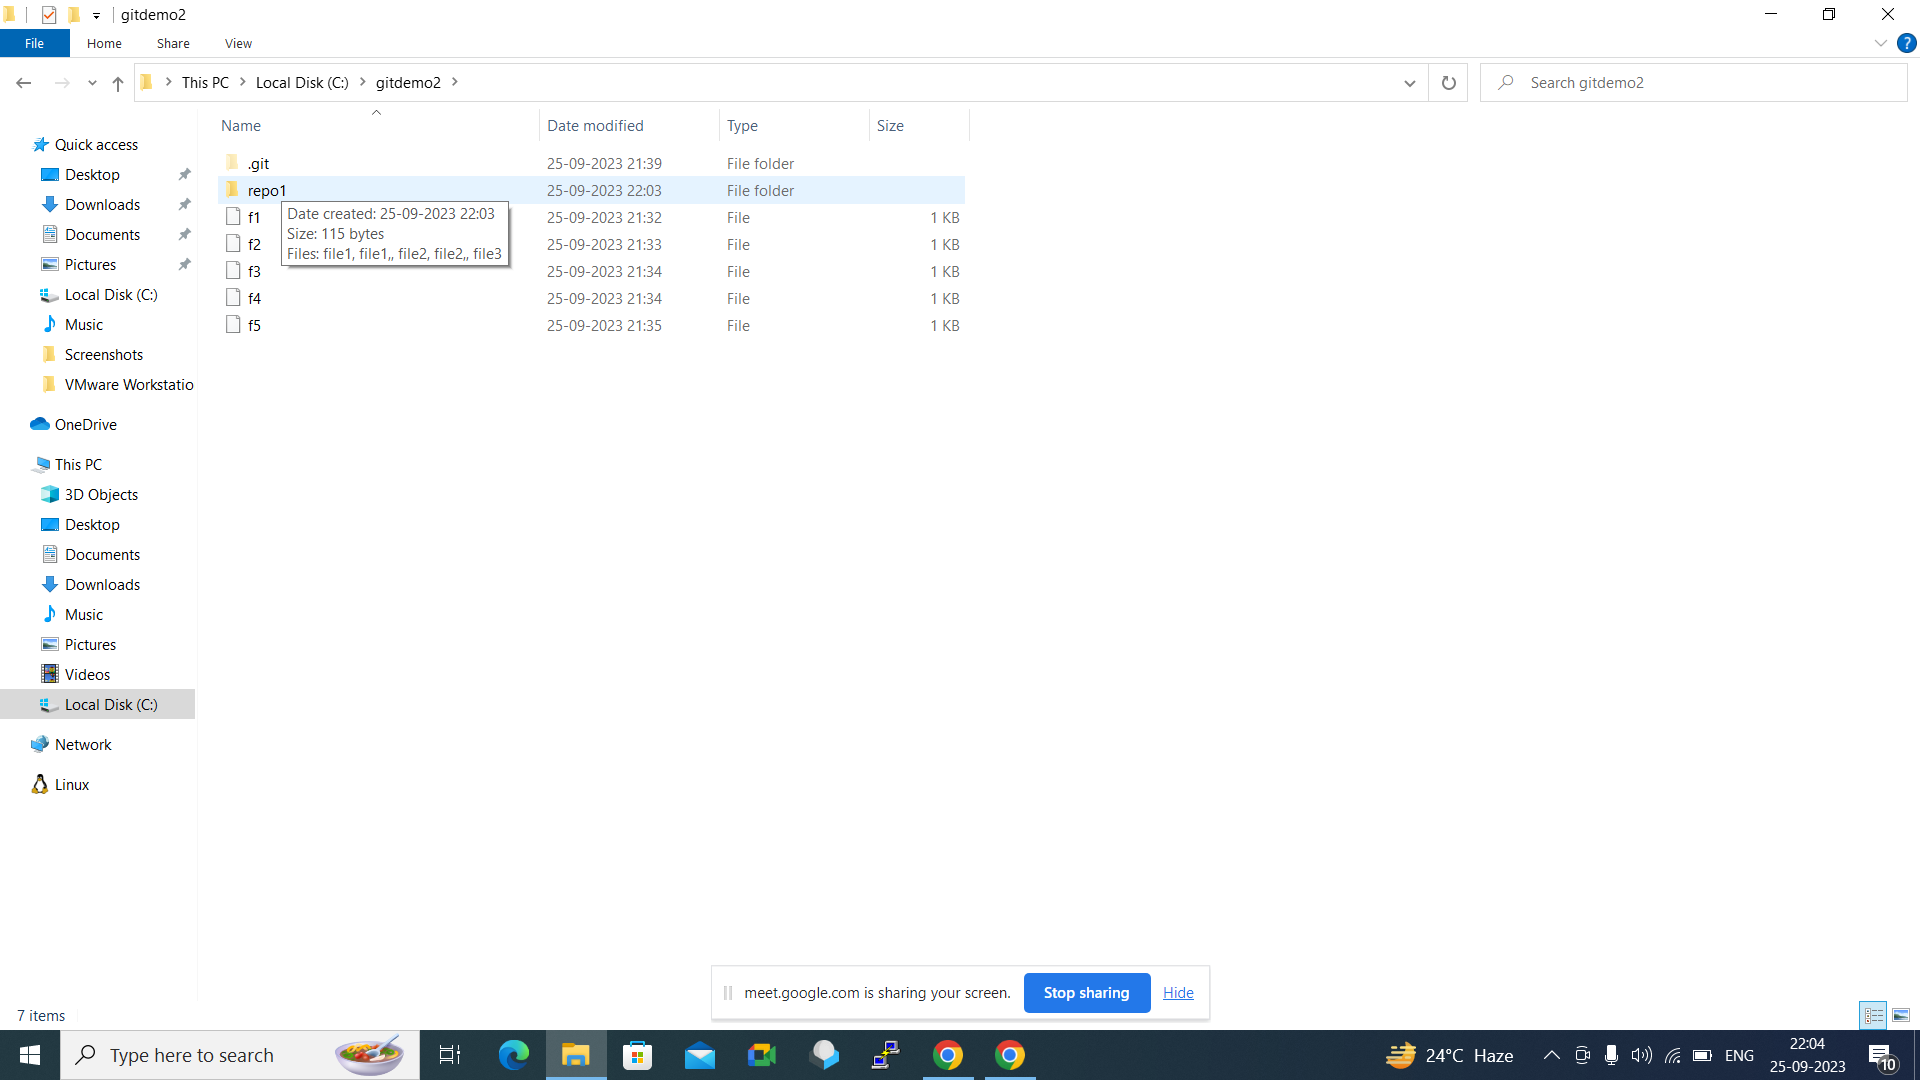 gitdemo2
File Home Share View
This PC Local Disk (C:) gitdemo2
Search gitdemo2
Name Date modified Type Size
.git 25-09-2023 21:39 File folder
repo1 25-09-2023 22:03 File folder
f1 25-09-2023 21:32 File 1 KB
f2 25-09-2023 21:33 File 1 KB
f3 25-09-2023 21:34 File 1 KB
f4 25-09-2023 21:34 File 1 KB
f5 25-09-2023 21:35 File 1 KB
Date created: 25-09-2023 22:03
Size: 115 bytes
Files: file1, file1,, file2, file2,, file3
Quick access
Desktop
Downloads
Documents
Pictures
Local Disk (C:)
Music
Screenshots
VMware Workstatio
OneDrive
This PC
3D Objects
Desktop
Documents
Downloads
Music
Pictures
Videos
Local Disk (C:)
Network
Linux
meet.google.com is sharing your screen. Stop sharing Hide
7 items
Type here to search
24°C Haze
ENG
22:04
25-09-2023
10